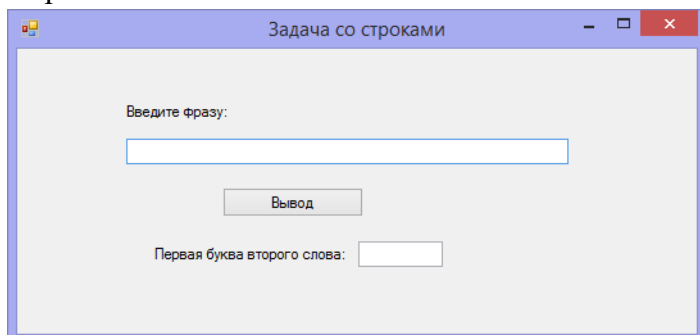 Задача со строками
Введите фразу:
Вывод
Первая буква второго слова: